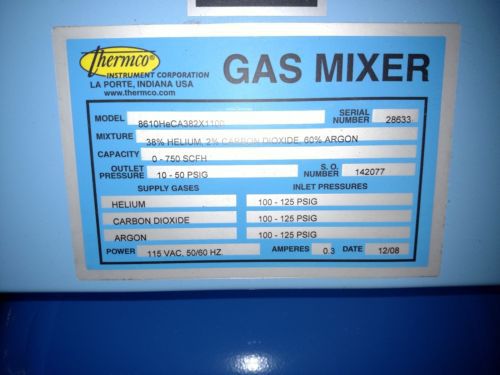 Thermco®
INSTRUMENT CORPORATION
LA PORTE, INDIANA USA
www.thermco.com
GAS MIXER
MODEL 8610HeCA382X1100 SERIAL NUMBER 28633
MIXTURE 38% HELIUM, 2% CARBON DIOXIDE, 60% ARGON
CAPACITY 0 - 750 SCFH
OUTLET PRESSURE 10 - 50 PSIG S. O. NUMBER 142077
SUPPLY GASES INLET PRESSURES
HELIUM 100 - 125 PSIG
CARBON DIOXIDE 100 - 125 PSIG
ARGON 100 - 125 PSIG
POWER 115 VAC, 50/60 HZ. AMPERES 0.3 DATE 12/08